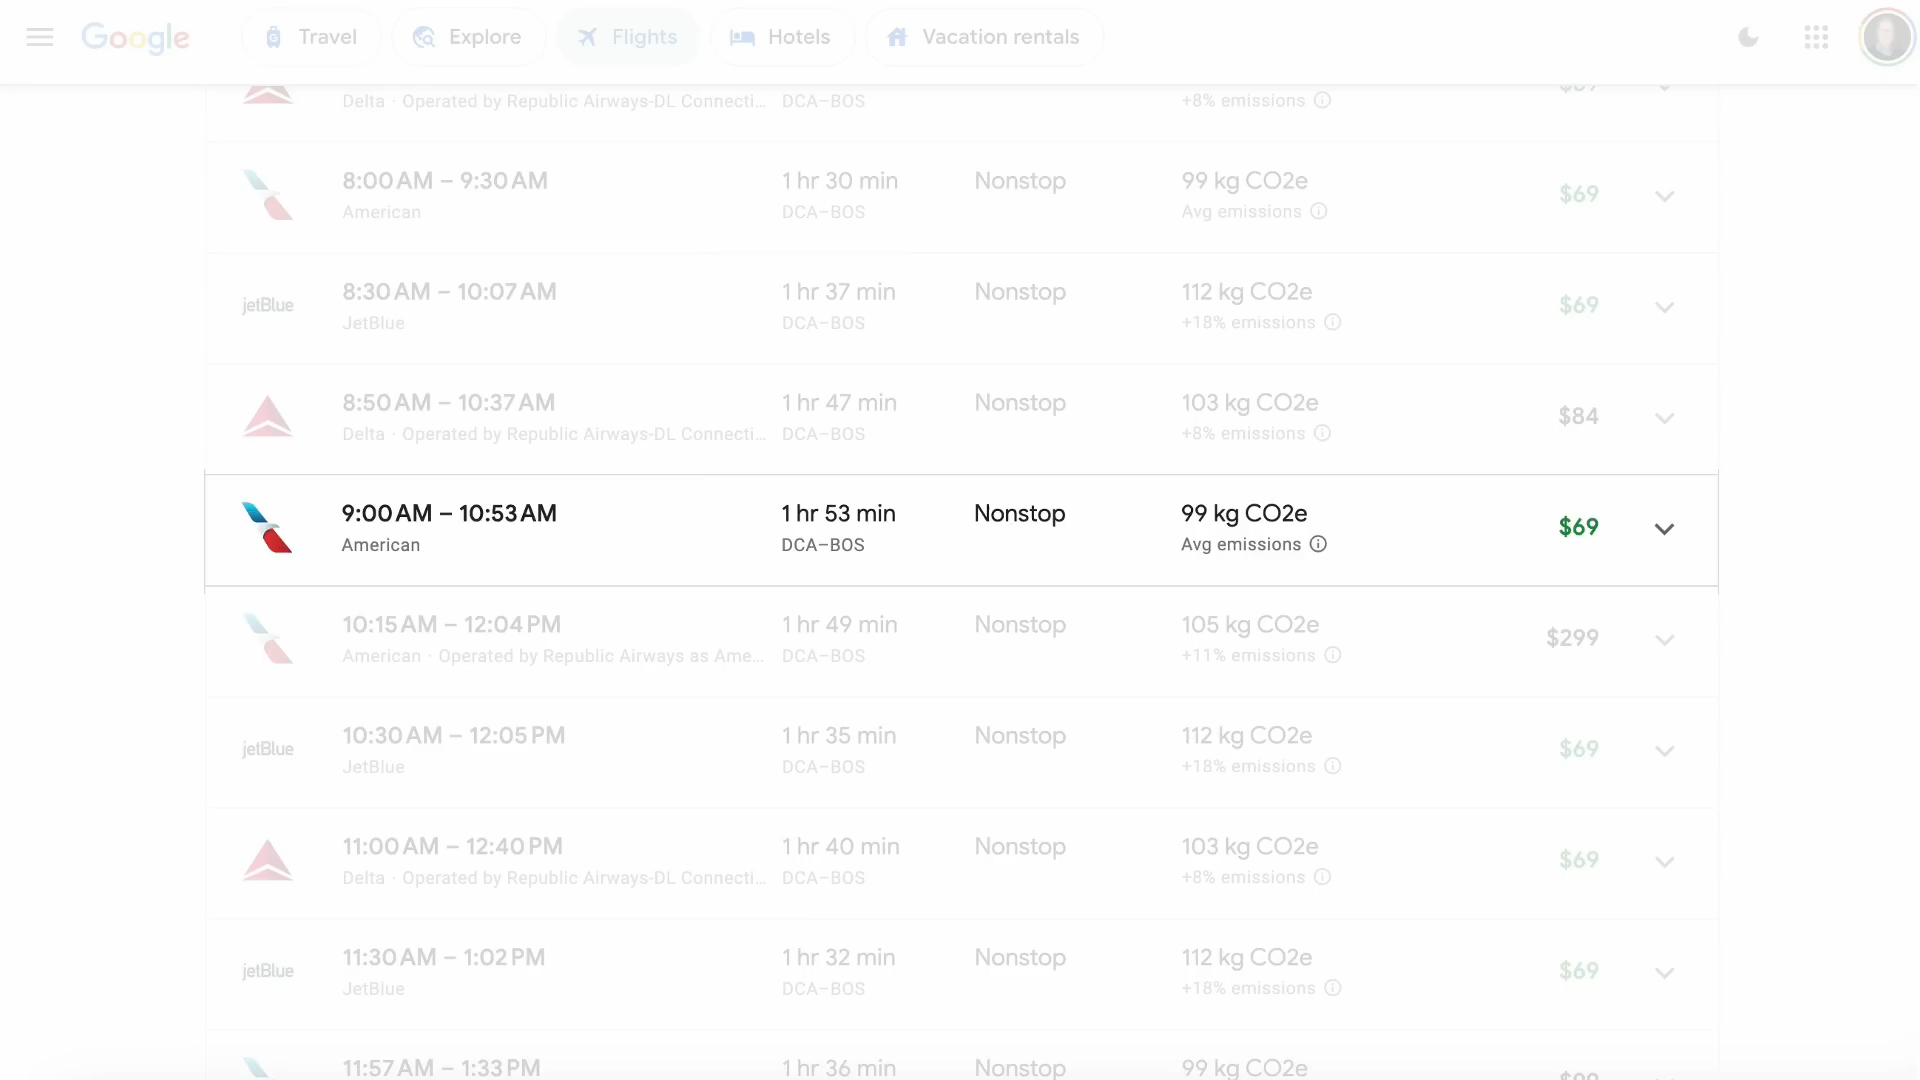 Google Travel Explore Flights Hotels Vacation rentals
Delta · Operated by Republic Airways-DL Connecti... DCA–BOS +8% emissions
8:00 AM – 9:30 AM 1 hr 30 min Nonstop 99 kg CO2e $69
American DCA–BOS Avg emissions
jetBlue 8:30 AM – 10:07 AM 1 hr 37 min Nonstop 112 kg CO2e $69
JetBlue DCA–BOS +18% emissions
8:50 AM – 10:37 AM 1 hr 47 min Nonstop 103 kg CO2e $84
Delta · Operated by Republic Airways-DL Connecti... DCA–BOS +8% emissions
9:00 AM – 10:53 AM 1 hr 53 min Nonstop 99 kg CO2e $69
American DCA–BOS Avg emissions
10:15 AM – 12:04 PM 1 hr 49 min Nonstop 105 kg CO2e $299
American · Operated by Republic Airways as Ame... DCA–BOS +11% emissions
jetBlue 10:30 AM – 12:05 PM 1 hr 35 min Nonstop 112 kg CO2e $69
JetBlue DCA–BOS +18% emissions
11:00 AM – 12:40 PM 1 hr 40 min Nonstop 103 kg CO2e $69
Delta · Operated by Republic Airways-DL Connecti... DCA–BOS +8% emissions
jetBlue 11:30 AM – 1:02 PM 1 hr 32 min Nonstop 112 kg CO2e $69
JetBlue DCA–BOS +18% emissions
11:57 AM – 1:33 PM 1 hr 36 min Nonstop 99 kg CO2e